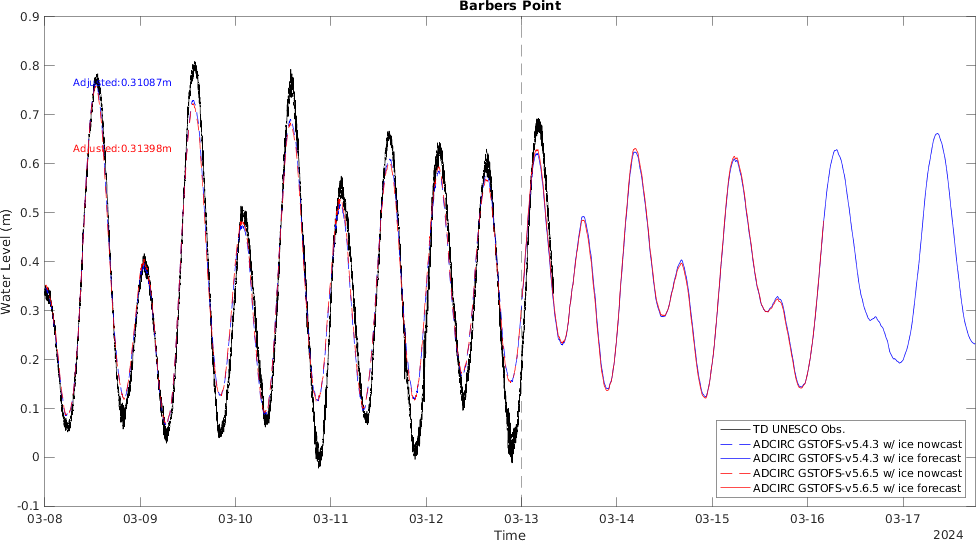 Barbers Point
0.9
0.8
0.7
0.6
0.5
0.4
0.3
0.2
0.1
0
-0.1
Water Level (m)
Adjusted:0.31087m
Adjusted:0.31398m
TD UNESCO Obs.
ADCIRC GSTOFS-v5.4.3 w/ ice nowcast
ADCIRC GSTOFS-v5.4.3 w/ ice forecast
ADCIRC GSTOFS-v5.6.5 w/ ice nowcast
ADCIRC GSTOFS-v5.6.5 w/ ice forecast
03-08 03-09 03-10 03-11 03-12 03-13 03-14 03-15 03-16 03-17
Time
2024